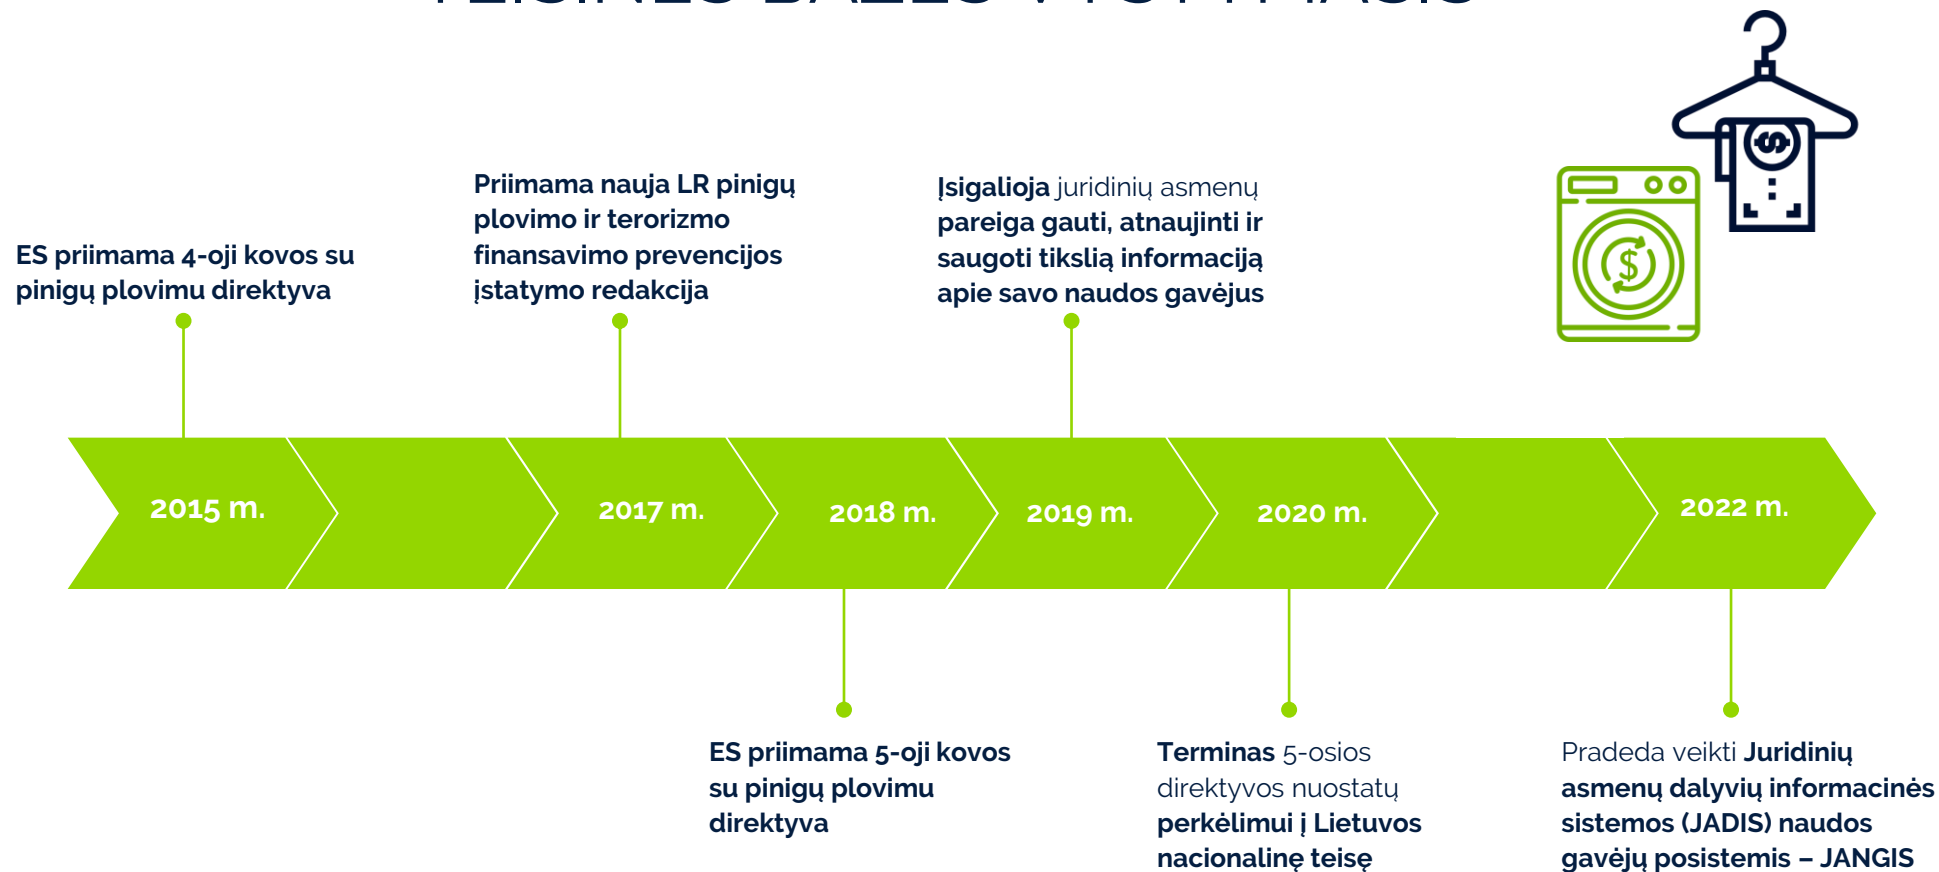 TEISINĖS BAZĖS VYSTYMASIS
Priimama nauja LR pinigų
plovimo ir terorizmo
finansavimo prevencijos
įstatymo redakcija
Įsigalioja juridinių asmenų
pareiga gauti, atnaujinti ir
saugoti tikslią informaciją
apie savo naudos gavėjus
ES priimama 4-oji kovos su
pinigų plovimu direktyva
$
$
2015 m.
2017 m.
2018 m.
2019 m.
2020 m.
2022 m.
ES priimama 5-oji kovos
su pinigų plovimu
direktyva
Terminas 5-osios
direktyvos nuostatų
perkėlimui į Lietuvos
nacionalinę teisę
Pradeda veikti Juridinių
asmenų dalyvių informacinės
sistemos (JADIS) naudos
gavėjų posistemis – JANGIS